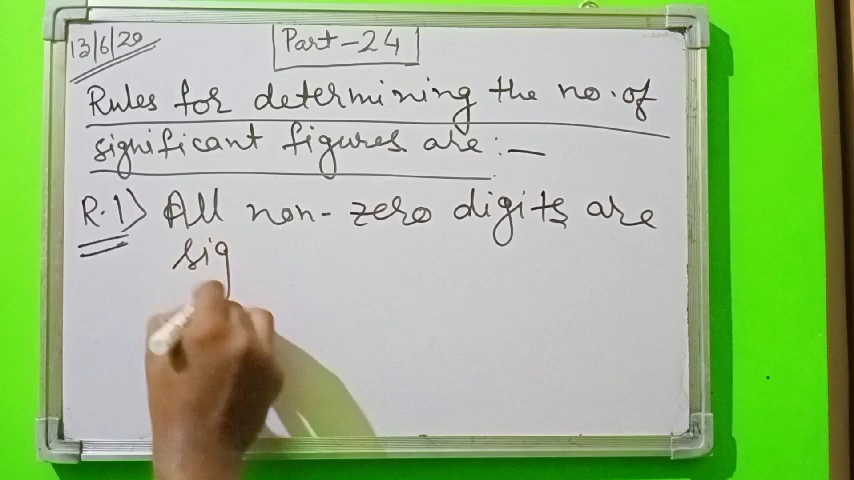 13/6/20
Part-24
Rules for determining the no. of
significant figures are:-
R.1) All non-zero digits are
sig